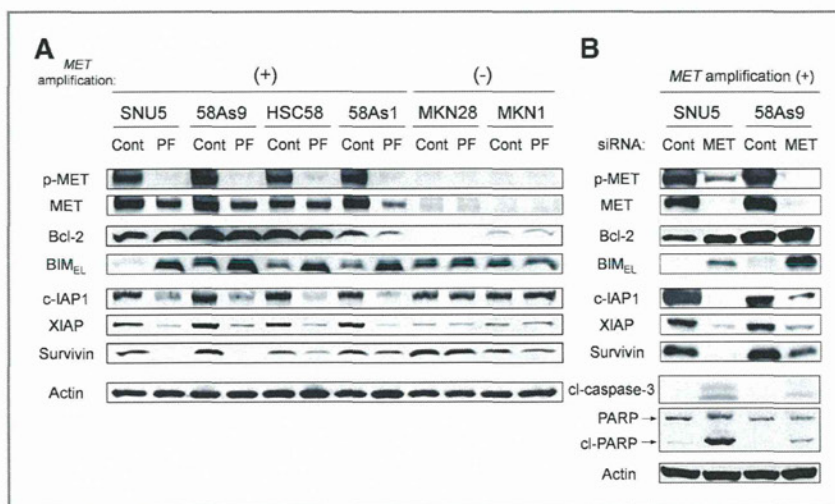 A
MET
amplification:
(+)
(-)
SNU5
58As9
HSC58
58As1
MKN28
MKN1
Cont PF Cont PF Cont PF Cont PF Cont PF Cont PF
p-MET
MET
Bcl-2
BIMEL
c-IAP1
XIAP
Survivin
Actin
B
MET amplification (+)
SNU5
58As9
siRNA:
Cont MET Cont MET
p-MET
MET
Bcl-2
BIMEL
c-IAP1
XIAP
Survivin
cl-caspase-3
PARP
cl-PARP
Actin